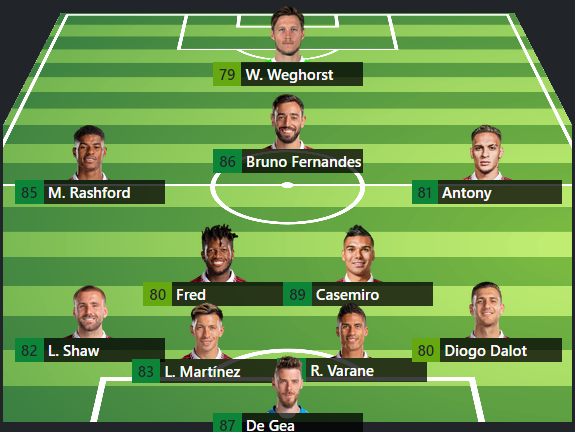 79 W. Weghorst
86 Bruno Fernandes
85 M. Rashford
81 Antony
80 Fred
89 Casemiro
82 L. Shaw
83 L. Martínez
R. Varane
80 Diogo Dalot
87 De Gea